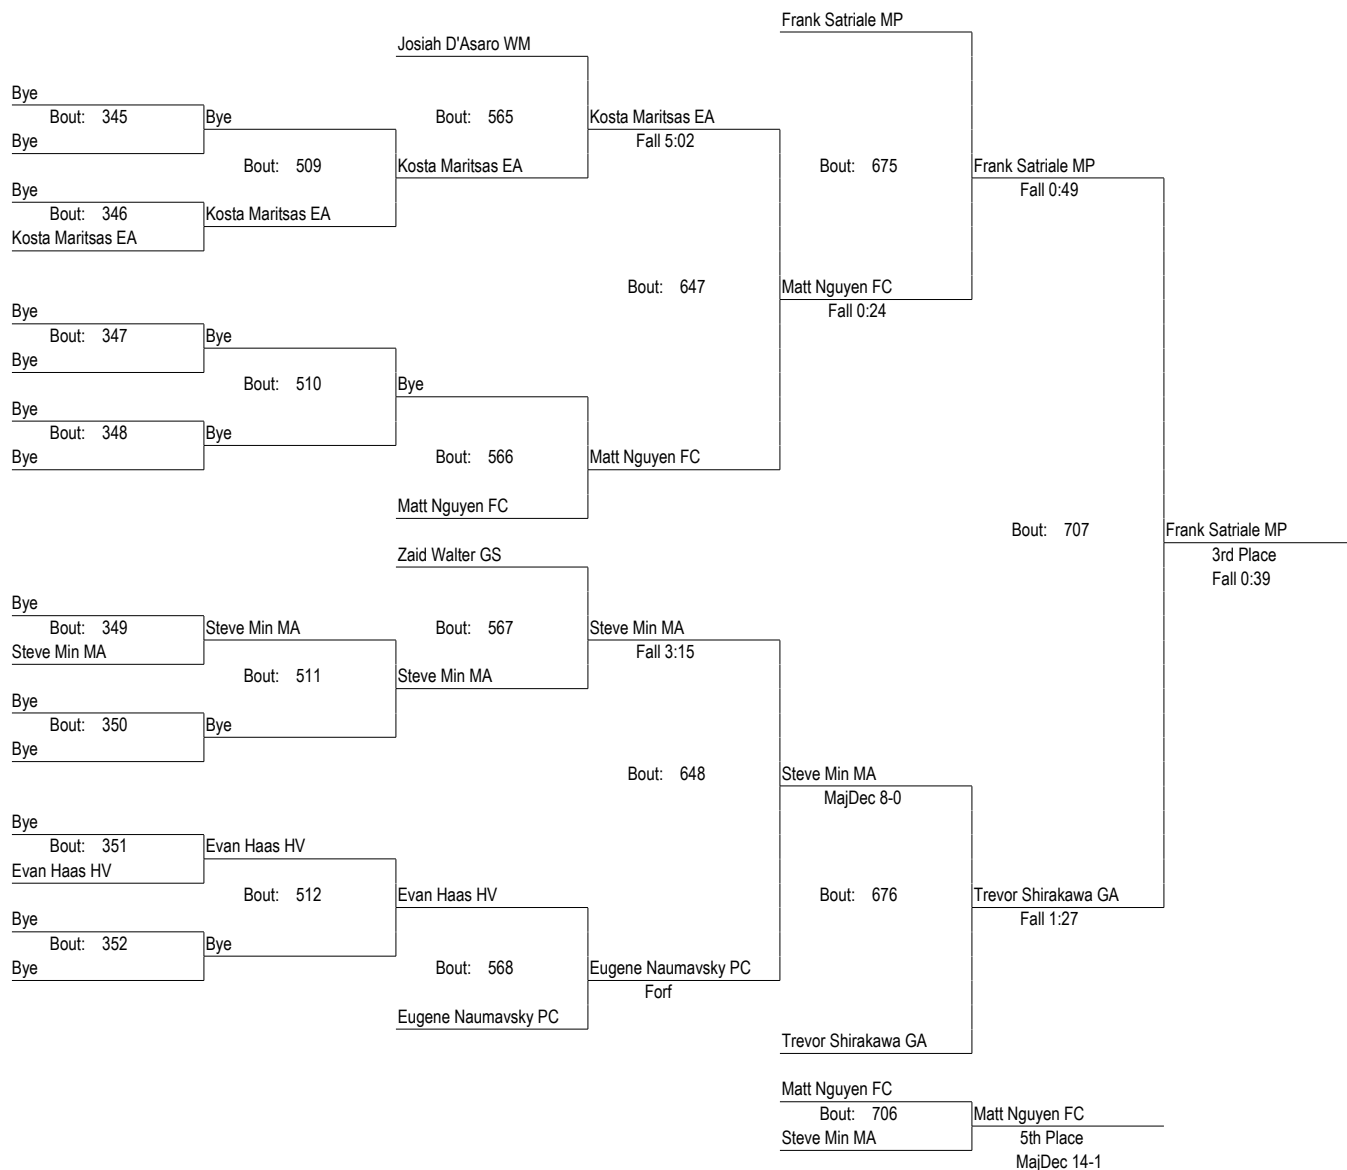 Frank Satriale MP
Josiah D'Asaro WM
Bye
Bout: 345
Bye
Bout: 565
Kosta Maritsas EA
Bye
Fall 5:02
Bout: 509
Kosta Maritsas EA
Bout: 675
Frank Satriale MP
Bye
Fall 0:49
Bout: 346
Kosta Maritsas EA
Kosta Maritsas EA
Bout: 647
Matt Nguyen FC
Bye
Fall 0:24
Bout: 347
Bye
Bye
Bout: 510
Bye
Bye
Bout: 348
Bye
Bye
Bout: 566
Matt Nguyen FC
Matt Nguyen FC
Bout: 707
Frank Satriale MP
3rd Place
Fall 0:39
Zaid Walter GS
Bye
Bout: 349
Steve Min MA
Bout: 567
Steve Min MA
Steve Min MA
Fall 3:15
Bout: 511
Steve Min MA
Bye
Bout: 350
Bye
Bye
Bout: 648
Steve Min MA
MajDec 8-0
Bye
Bout: 351
Evan Haas HV
Evan Haas HV
Bout: 512
Evan Haas HV
Bout: 676
Trevor Shirakawa GA
Bye
Fall 1:27
Bout: 352
Bye
Bye
Bout: 568
Eugene Naumavsky PC
Forf
Eugene Naumavsky PC
Trevor Shirakawa GA
Matt Nguyen FC
Bout: 706
Matt Nguyen FC
Steve Min MA
5th Place
MajDec 14-1